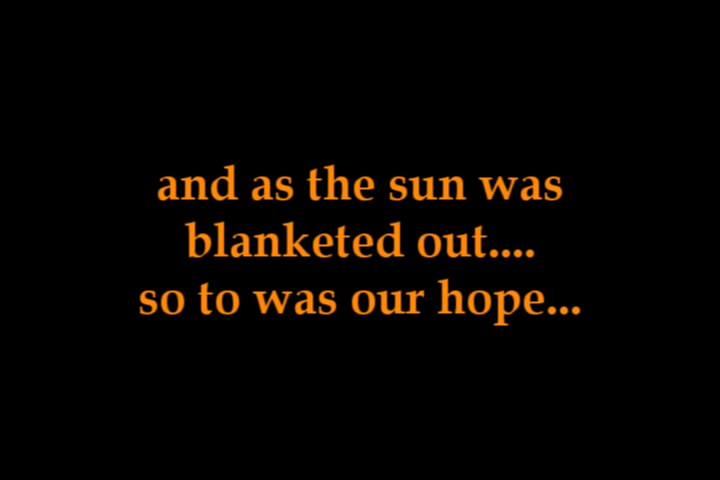 and as the sun was
blanketed out....
so to was our hope...